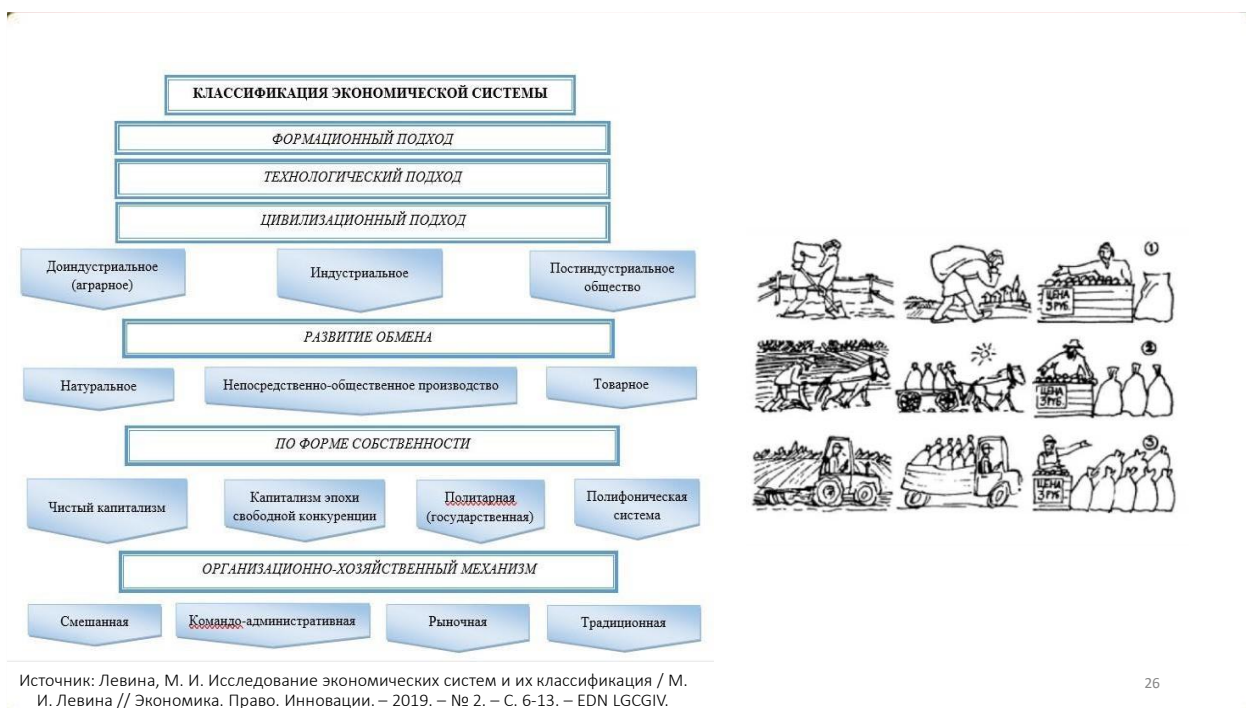 КЛАССИФИКАЦИЯ ЭКОНОМИЧЕСКОЙ СИСТЕМЫ
ФОРМАЦИОННЫЙ ПОДХОД
ТЕХНОЛОГИЧЕСКИЙ ПОДХОД
ЦИВИЛИЗАЦИОННЫЙ ПОДХОД
Доиндустриальное
(аграрное)
Индустриальное
Постиндустриальное
общество
РАЗВИТИЕ ОБМЕНА
Натуральное
Непосредственно-общественное производство
Товарное
ПО ФОРМЕ СОБСТВЕННОСТИ
Чистый капитализм
Капитализм эпохи
свободной конкуренции
Политарная
(государственная)
Полифоническая
система
ОРГАНИЗАЦИОННО-ХОЗЯЙСТВЕННЫЙ МЕХАНИЗМ
Смешанная
Командо-административная
Рыночная
Традиционная
Источник: Левина, М. И. Исследование экономических систем и их классификация / М.
И. Левина // Экономика. Право. Инновации. – 2019. – № 2. – С. 6-13. – EDN LGCGIV.
1
ЦЕНА
3 РУБ.
2
ЦЕНА
3 РУБ.
3
ЦЕНА
3 РУБ.
26